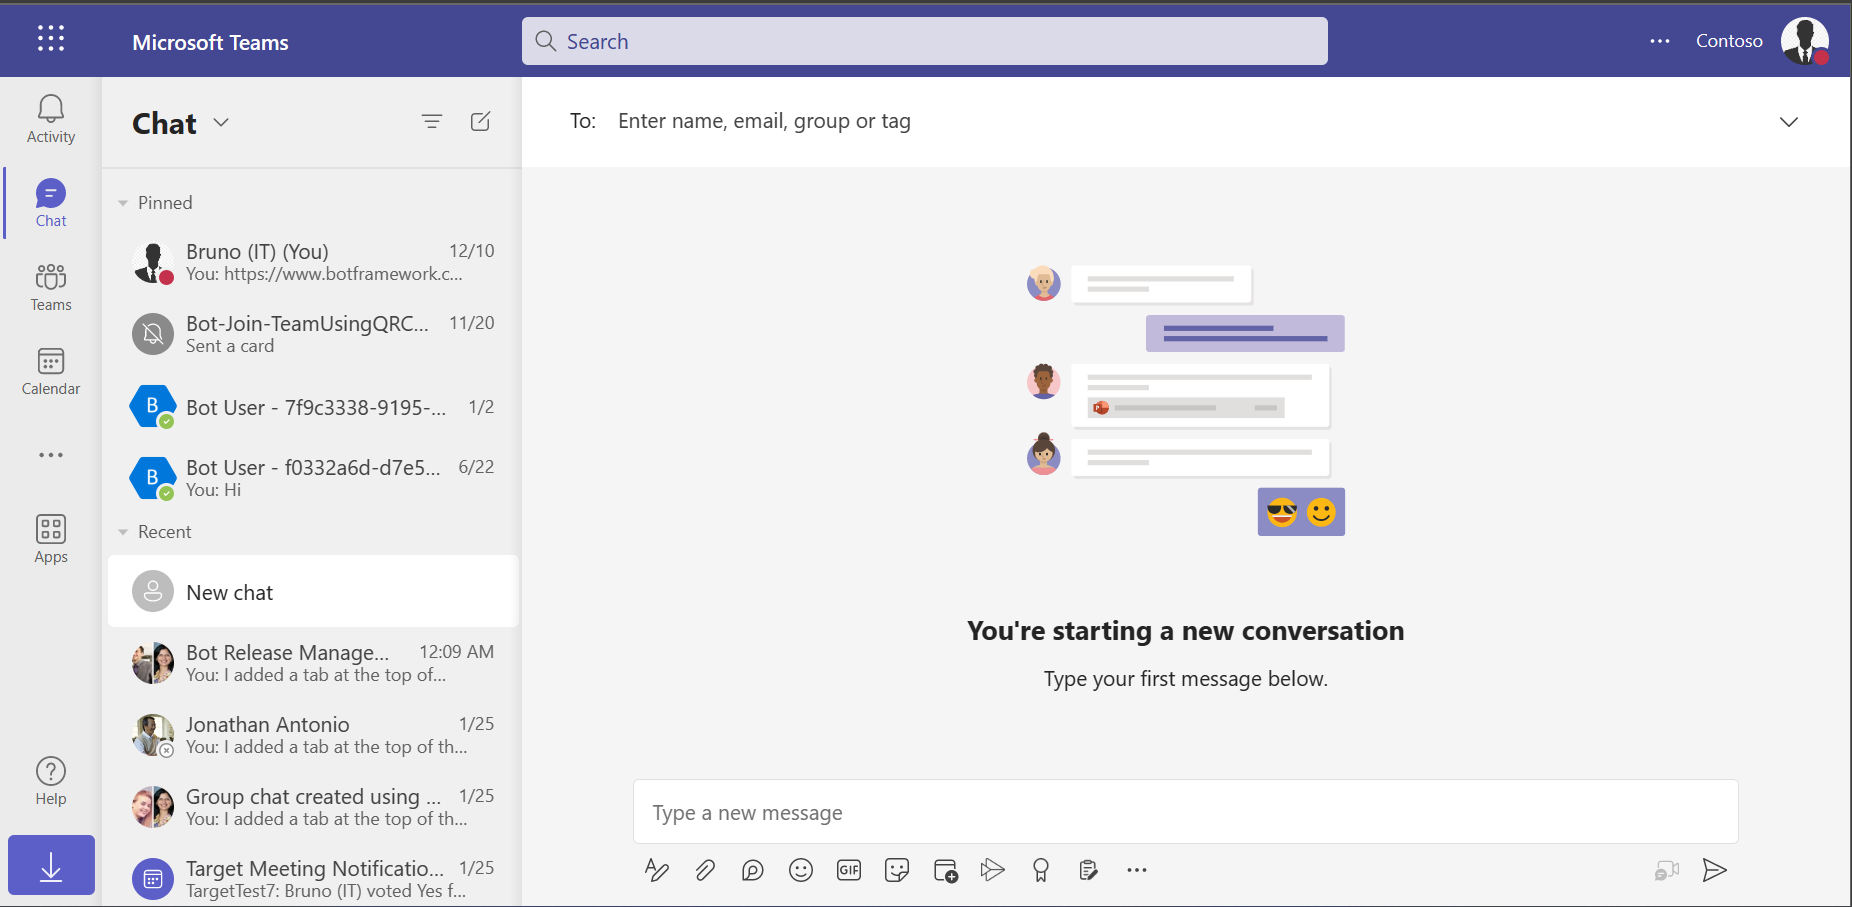 Microsoft Teams
Search
Contoso
Activity
Chat
Teams
Calendar
Apps
Help
Chat
Pinned
Bruno (IT) (You) 12/10
You: https://www.botframework.c...
Bot-Join-TeamUsingQRC... 11/20
Sent a card
B Bot User - 7f9c3338-9195-... 1/2
B Bot User - f0332a6d-d7e5... 6/22
You: Hi
Recent
New chat
Bot Release Manage... 12:09 AM
You: I added a tab at the top of...
Jonathan Antonio 1/25
You: I added a tab at the top of th...
Group chat created using ... 1/25
You: I added a tab at the top of th...
Target Meeting Notificatio... 1/25
TargetTest7: Bruno (IT) voted Yes f...
To: Enter name, email, group or tag
You're starting a new conversation
Type your first message below.
Type a new message
GIF